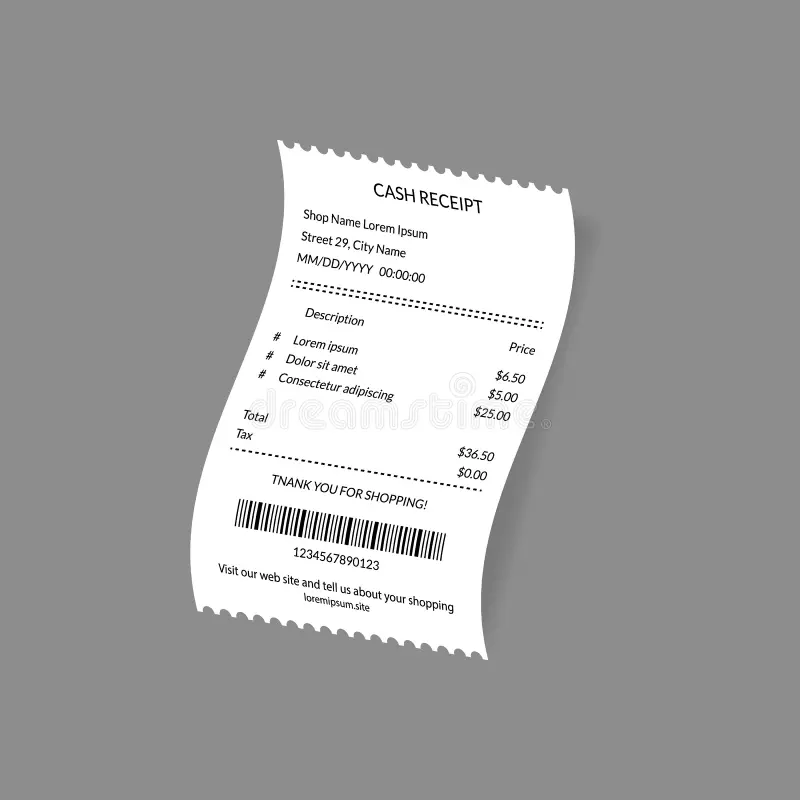 CASH RECEIPT
Shop Name Lorem Ipsum
Street 29, City Name
MM/DD/YYYY 00:00:00
Description Price
# Lorem ipsum $6.50
# Dolor sit amet $5.00
# Consectetur adipiscing $25.00
dreamstime®
Total $36.50
Tax $0.00
TNANK YOU FOR SHOPPING!
1234567890123
Visit our web site and tell us about your shopping
loremipsum.site